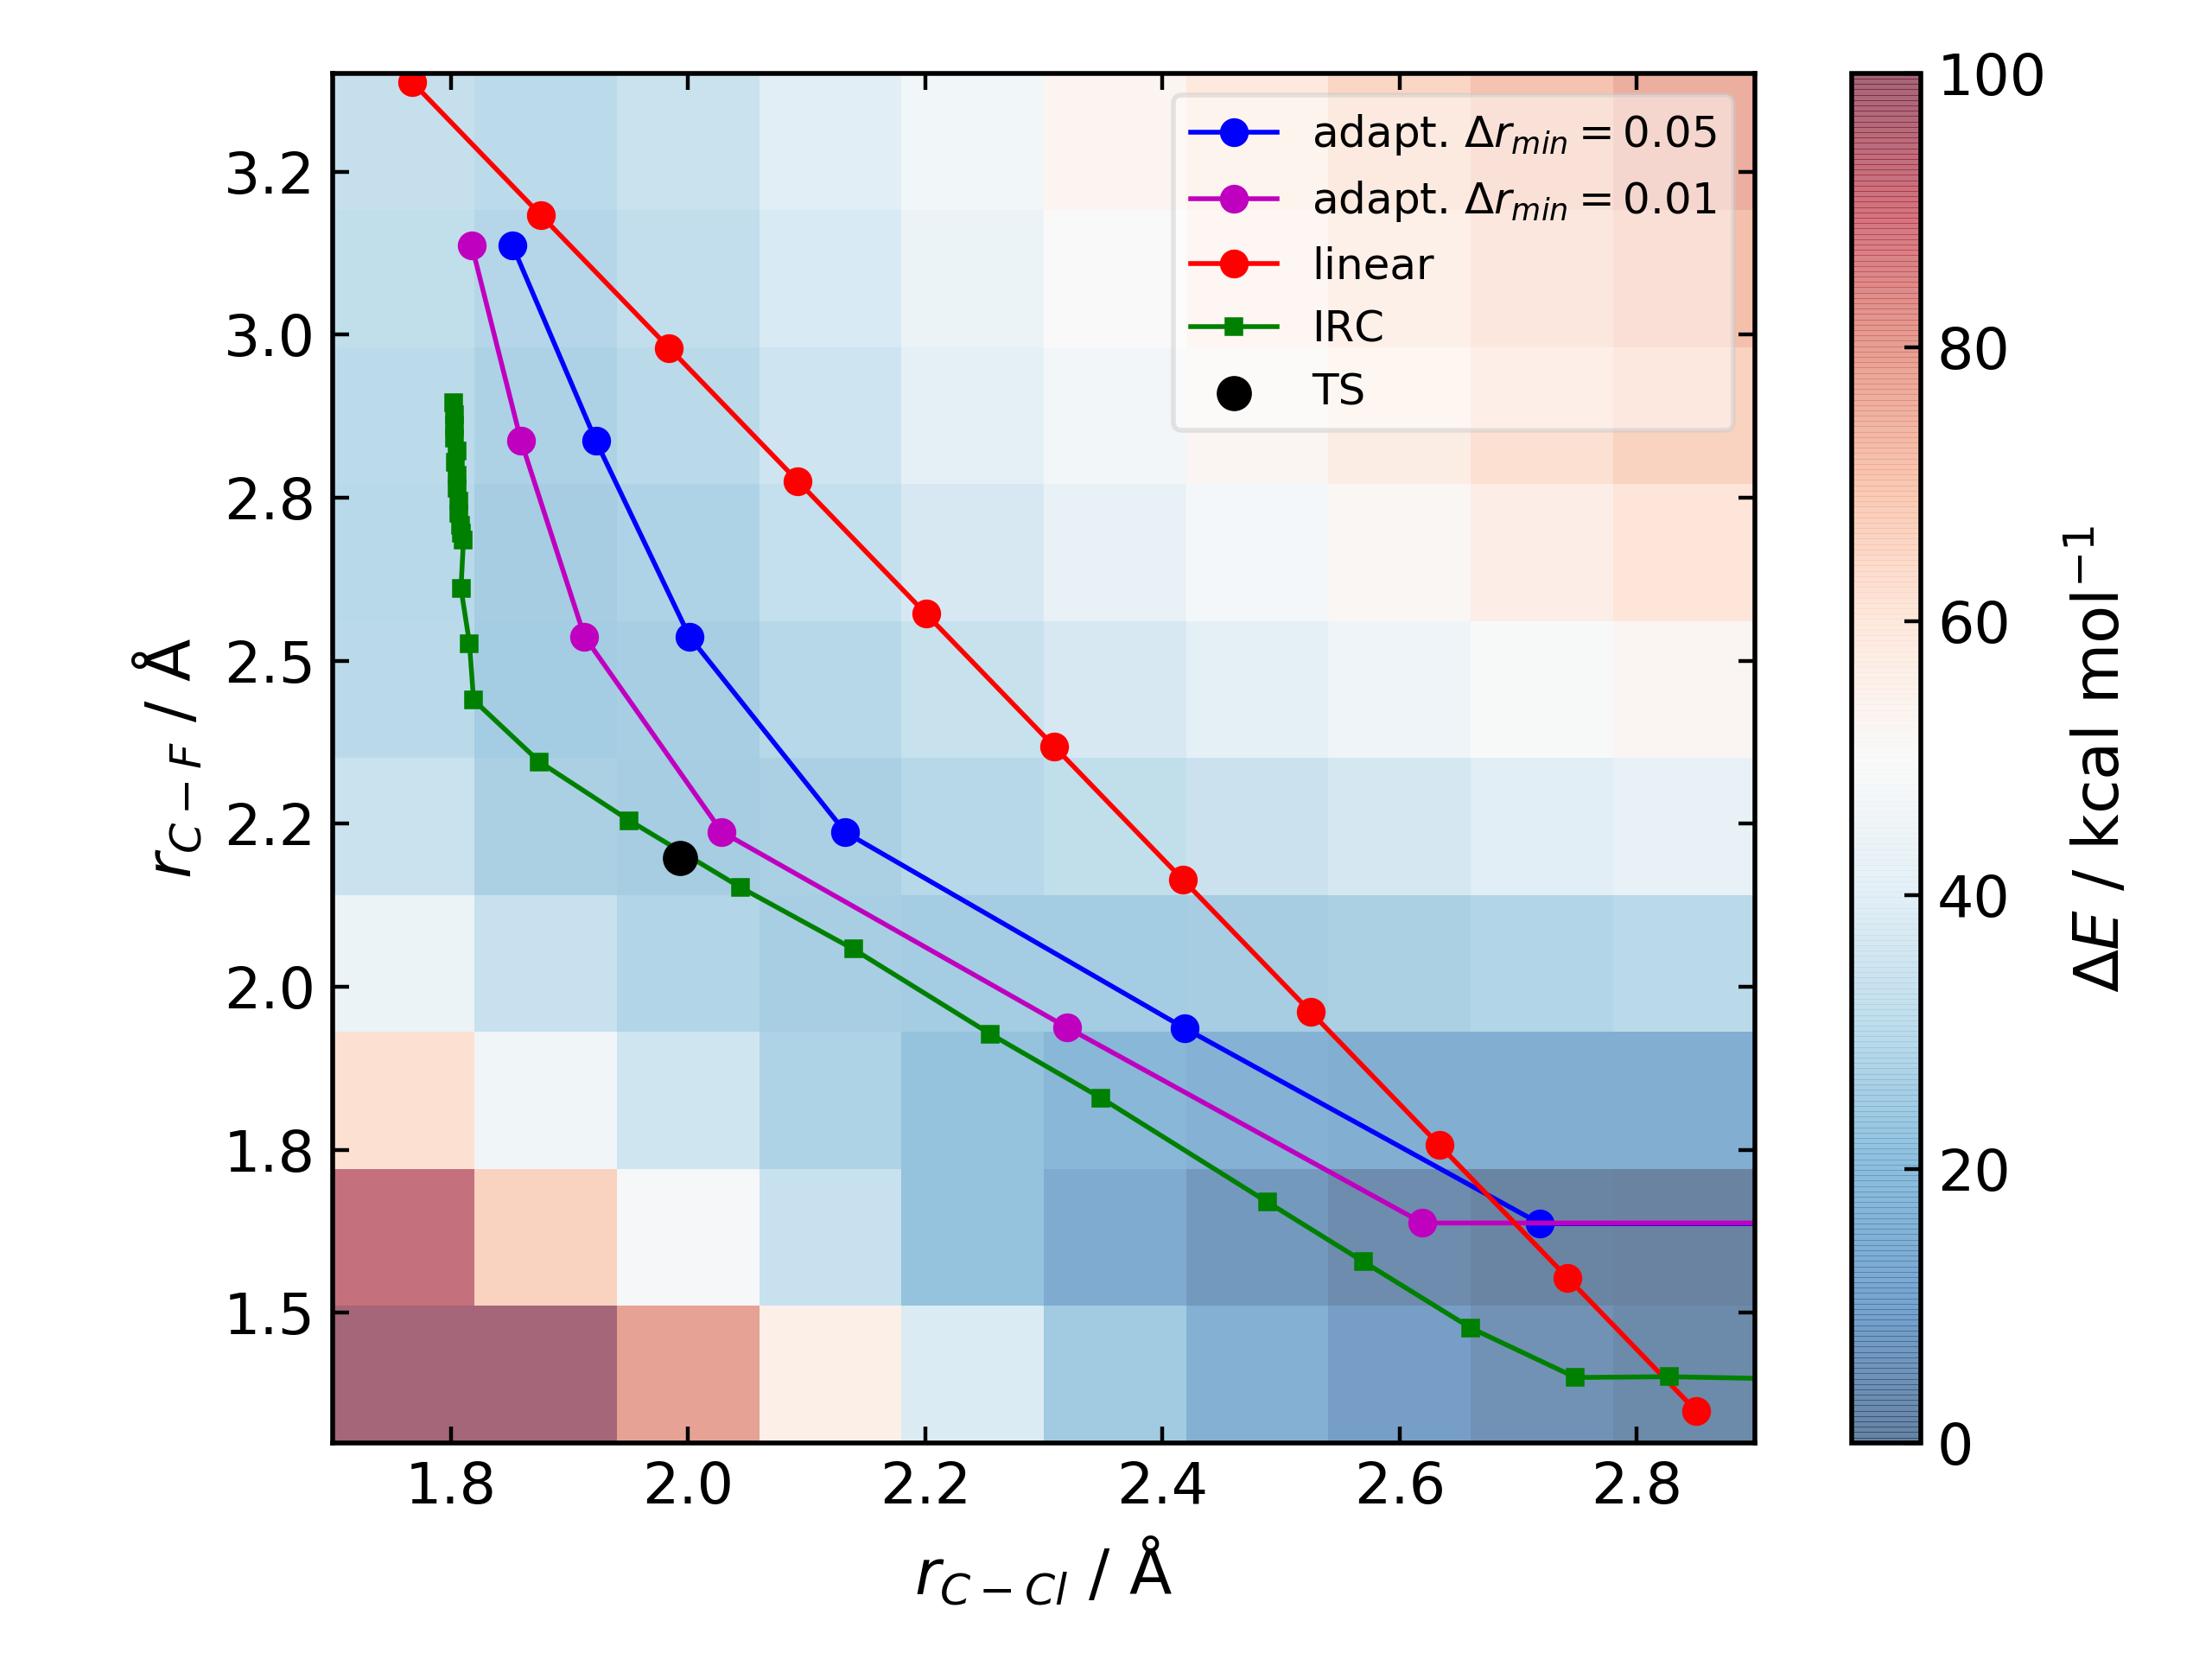 adapt. Δr_min = 0.05
adapt. Δr_min = 0.01
linear
IRC
TS
3.2
3.0
2.8
2.5
2.2
2.0
1.8
1.5
r_C−F / Å
1.8 2.0 2.2 2.4 2.6 2.8
r_C−Cl / Å
100
80
60
40
20
0
ΔE / kcal mol⁻¹